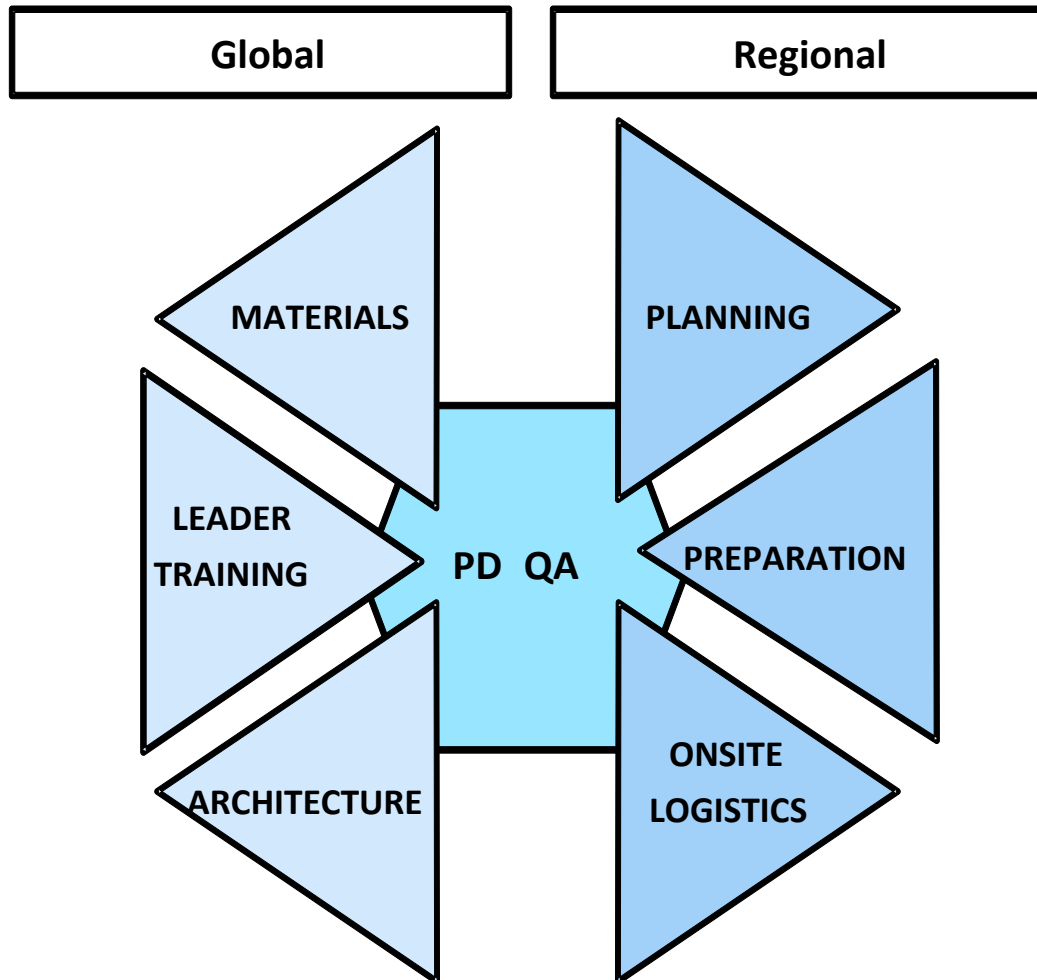 Global
Regional
MATERIALS
PLANNING
LEADER
TRAINING
PD QA
PREPARATION
ARCHITECTURE
ONSITE
LOGISTICS